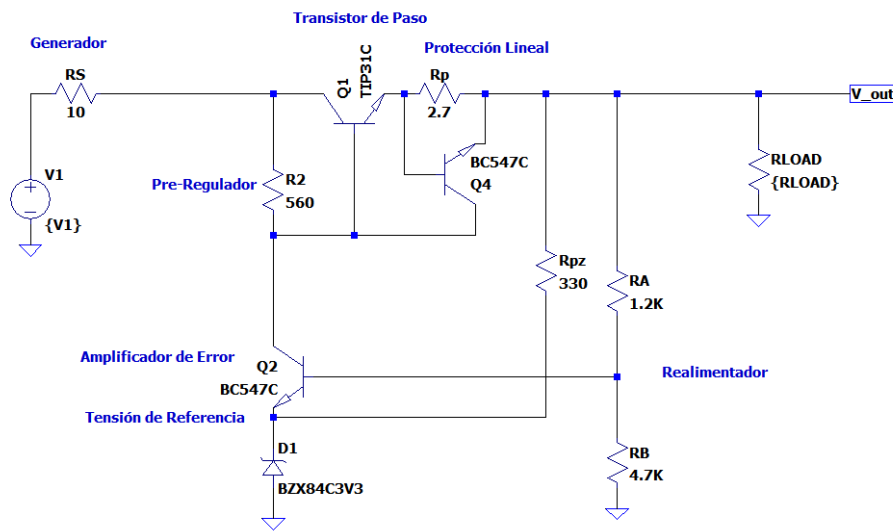 Transistor de Paso
Generador
Protección Lineal
RS
10
Q1
TIP31C
Rp
2.7
V_out
V1
{V1}
Pre-Regulador
R2
560
BC547C
Q4
RLOAD
{RLOAD}
Rpz
330
RA
1.2K
Amplificador de Error
Q2
BC547C
Realimentador
Tensión de Referencia
D1
BZX84C3V3
RB
4.7K